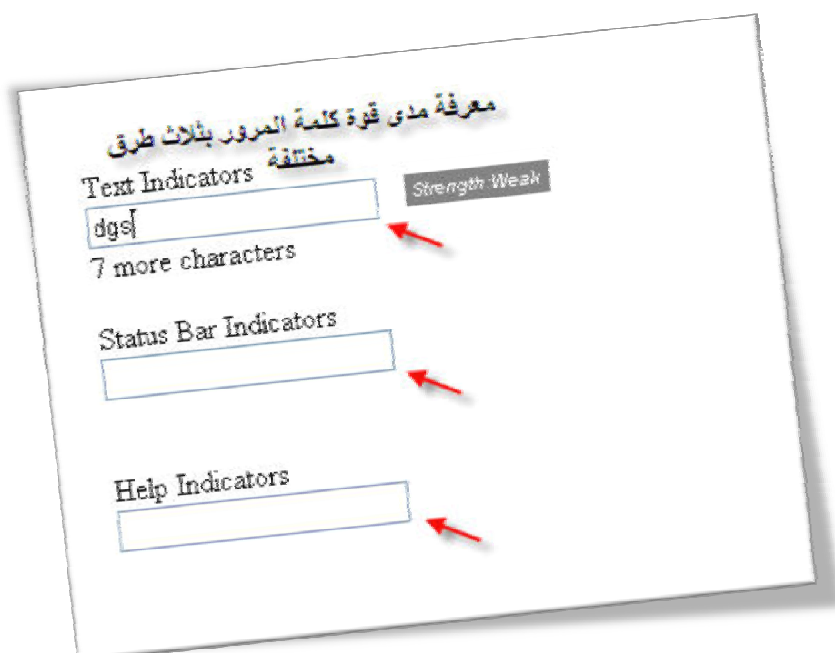 معرفة مدى قوة كلمة المرور بثلاث طرق
مختلفة
Text Indicators
Strength: Weak
dgs
7 more characters
Status Bar Indicators
Help Indicators